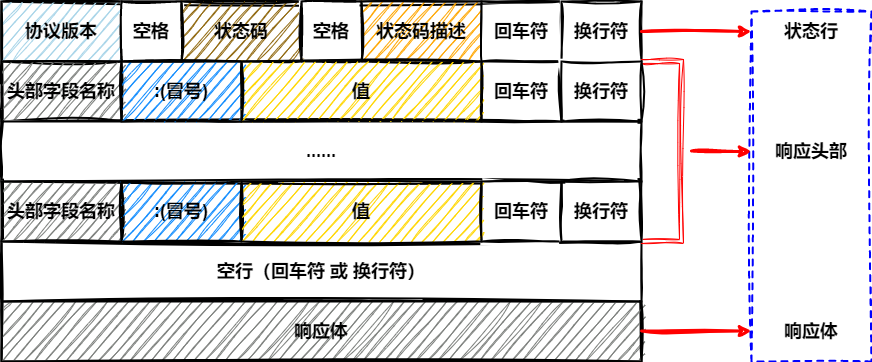 协议版本 空格 状态码 空格 状态码描述 回车符 换行符 状态行
头部字段名称 :(冒号) 值 回车符 换行符
...... 响应头部
头部字段名称 :(冒号) 值 回车符 换行符
空行（回车符 或 换行符）
响应体 响应体